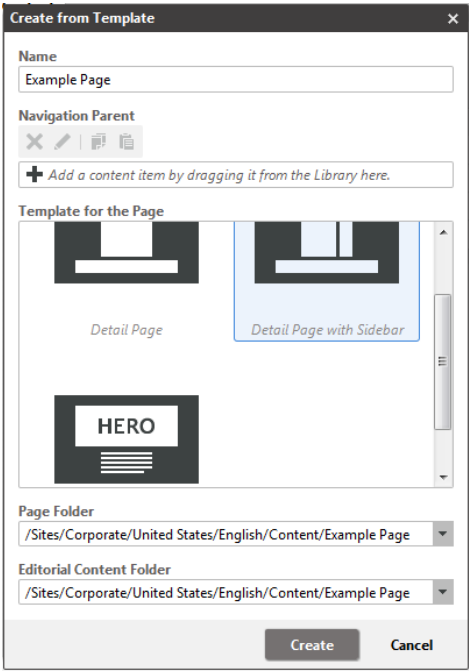 Create from Template
Name
Example Page
Navigation Parent
Add a content item by dragging it from the Library here.
Template for the Page
Detail Page
Detail Page with Sidebar
HERO
Page Folder
/Sites/Corporate/United States/English/Content/Example Page
Editorial Content Folder
/Sites/Corporate/United States/English/Content/Example Page
Create
Cancel